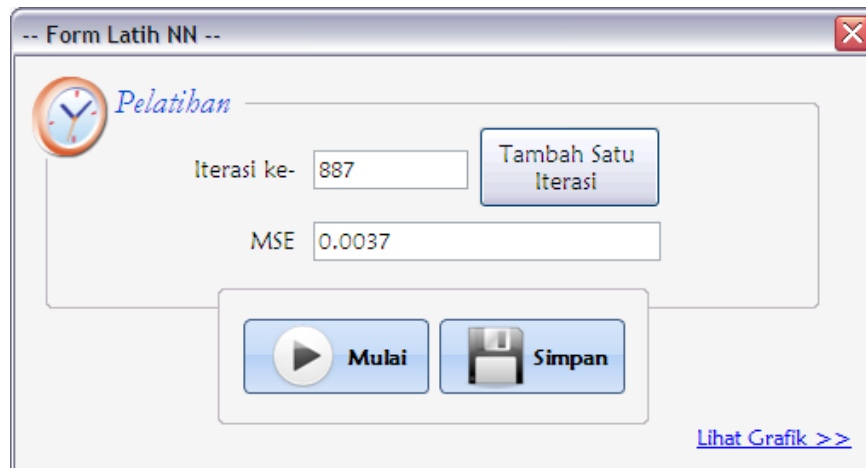 -- Form Latih NN --
Pelatihan
Iterasi ke-
887
Tambah Satu
Iterasi
MSE
0.0037
Mulai
Simpan
Lihat Grafik >>